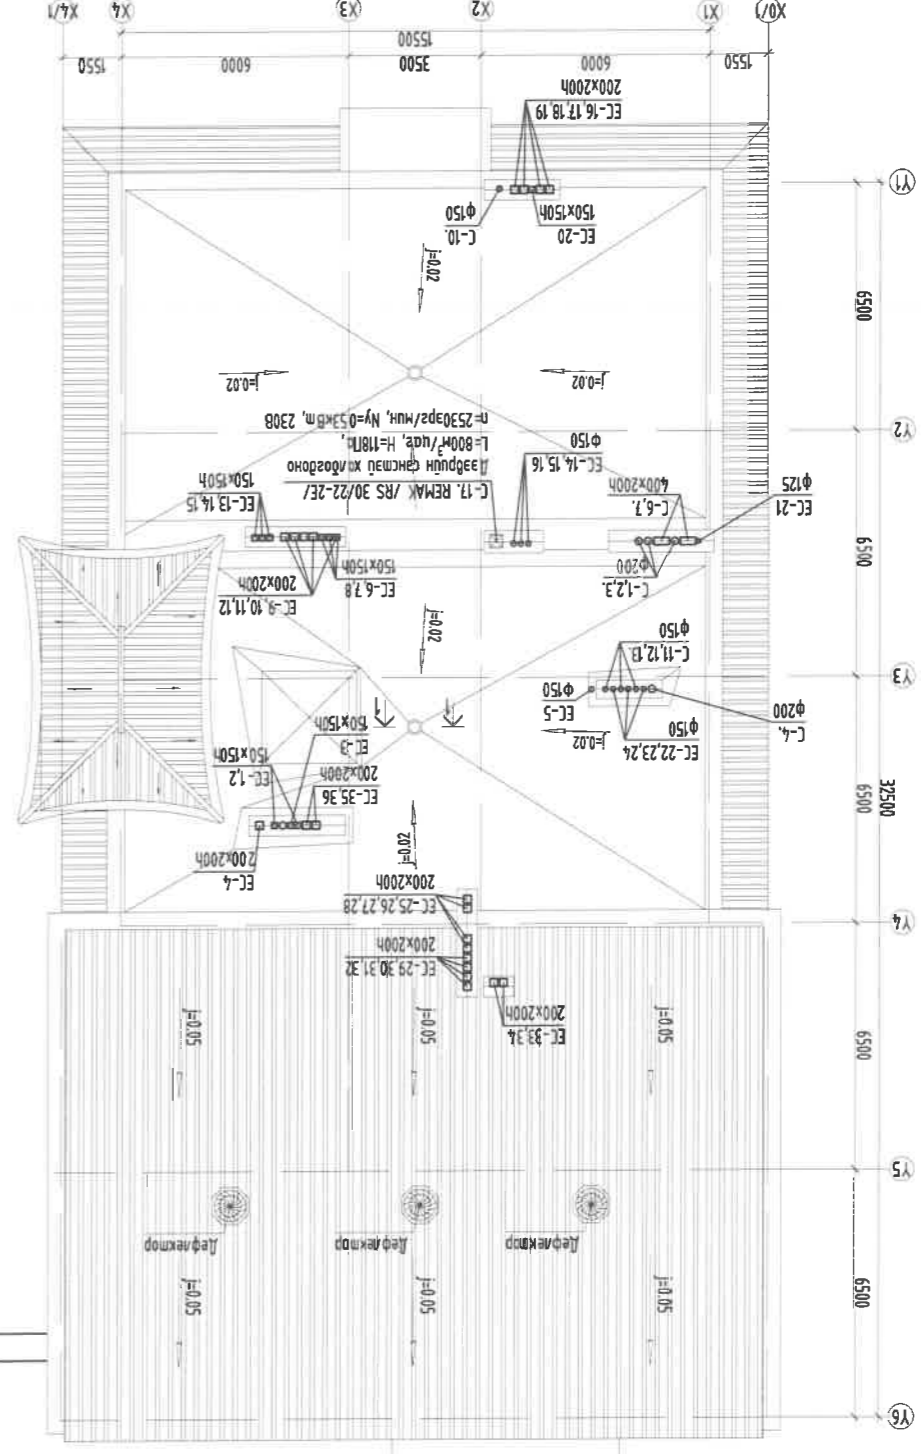 Y6
j=0.05
j=0.05
j=0.05
6500
Дефлектор
Дефлектор
Дефлектор
Y5
6500
j=0.05
j=0.05
j=0.05
EC-33,34
200x200h
EC-29,30,31,32
200x200h
Y4
EC-25,26,27,28
200x200h
EC-4
200x200h
j=0.02
32500
6500
EC-35,36
200x200h
EC-1,2
150x150h
EC-3
150x150h
EC-22,23,24
ф150
j=0.02
C-4.
ф200
EC-5
ф150
1
1
Y3
C-11,12,13.
ф150
j=0.02
C-1,2,3.
ф200
EC-9,10,11,12
200x200h
EC-6,7,8
150x150h
6500
EC-21
ф125
C-6,7.
400x200h
C-17. REMAK / RS 30/22-2E/
Дээврийн сэнстэй холбогдоно
L=800м³/цаг, H=118Па,
n=2530эрг/мин, Ny=0.53кВт, 230В
EC-13,14,15
150x150h
EC-14,15,16
ф150
Y2
j=0.02
j=0.02
6500
j=0.02
EC-20
150x150h
C-10.
ф150
Y1
EC-16,17,18,19
200x200h
1550
6000
3500
6000
1550
15500
X0/1
X1
X2
X3
X4
X4/1